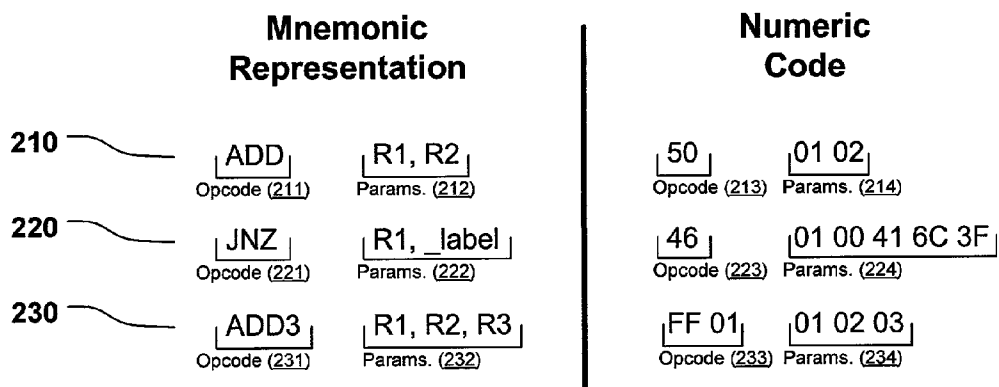 Mnemonic Representation
Numeric Code
210 ADD R1, R2 50 01 02
Opcode (211) Params. (212) Opcode (213) Params. (214)
220 JNZ R1, _label 46 01 00 41 6C 3F
Opcode (221) Params. (222) Opcode (223) Params. (224)
230 ADD3 R1, R2, R3 FF 01 01 02 03
Opcode (231) Params. (232) Opcode (233) Params. (234)